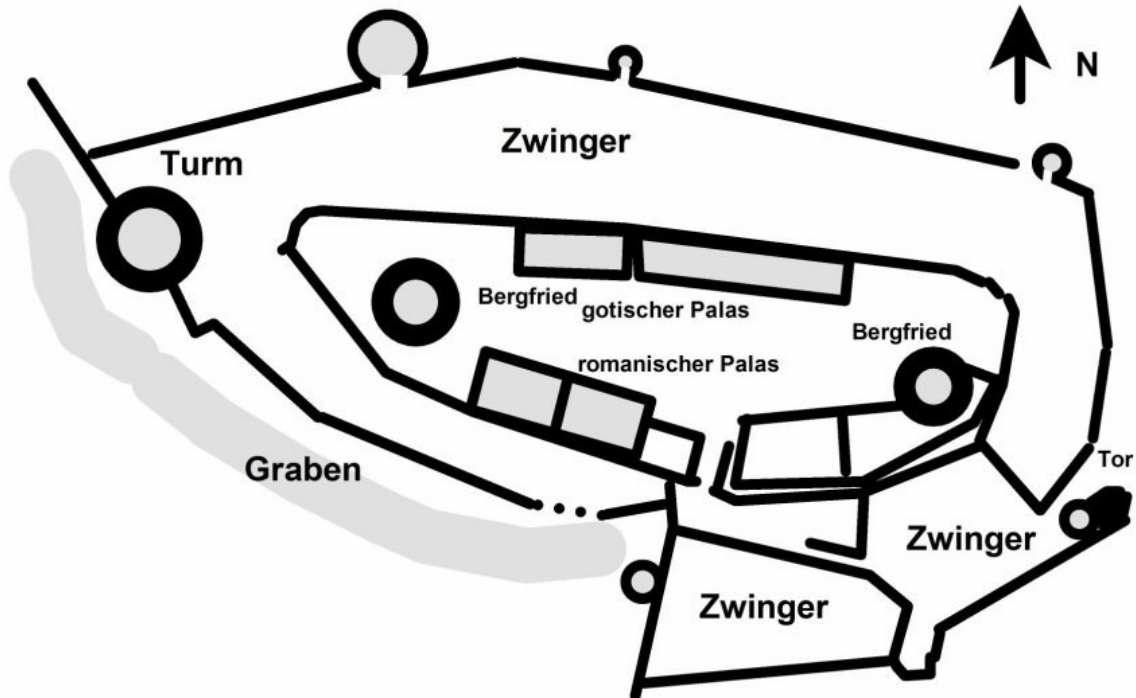 N
Zwinger
Turm
Bergfried
gotischer Palas
Bergfried
romanischer Palas
Tor
Graben
Zwinger
Zwinger